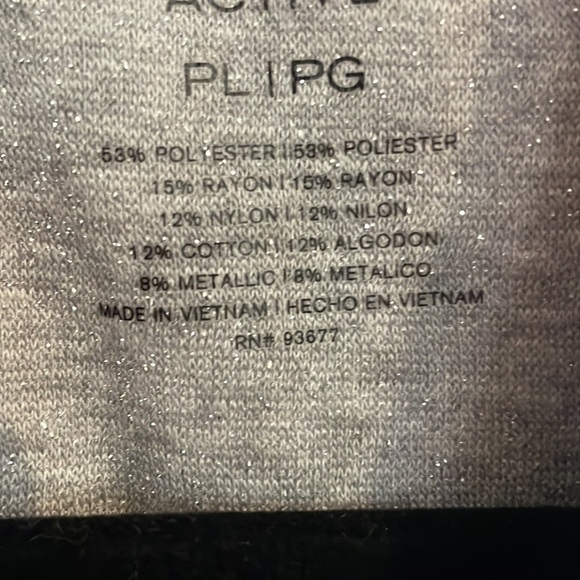 ACTIVE
PL | PG
53% POLYESTER | 53% POLIESTER
15% RAYON | 15% RAYON
12% NYLON | 12% NILON
12% COTTON | 12% ALGODON
8% METALLIC | 8% METALICO
MADE IN VIETNAM | HECHO EN VIETNAM
RN# 93677